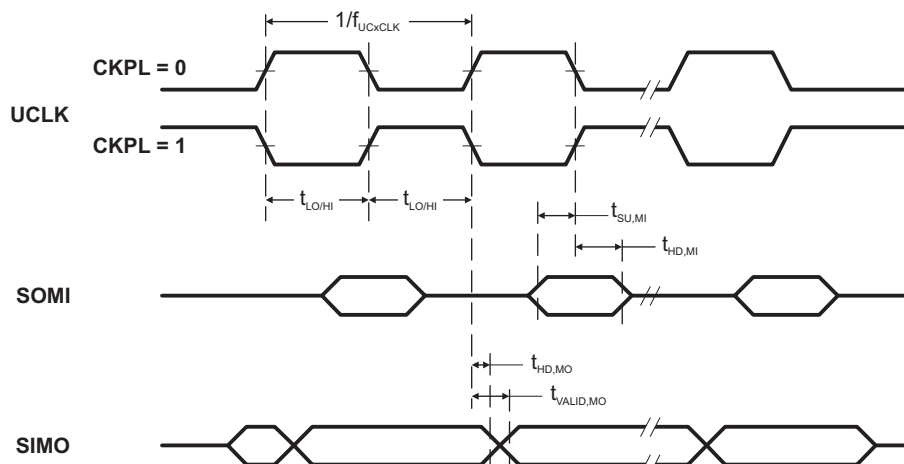 1/fUCxCLK
CKPL = 0
UCLK
CKPL = 1
tLO/HI
tLO/HI
tSU,MI
tHD,MI
SOMI
tHD,MO
tVALID,MO
SIMO